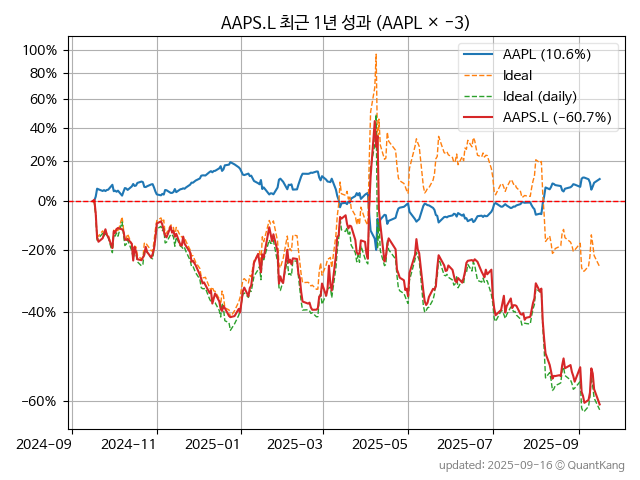 AAPS.L 최근 1년 성과 (AAPL × −3)
100%
80%
60%
40%
20%
0%
−20%
−40%
−60%
AAPL (10.6%)
Ideal
Ideal (daily)
AAPS.L (−60.7%)
2024-09 2024-11 2025-01 2025-03 2025-05 2025-07 2025-09
updated: 2025-09-16 © QuantKang